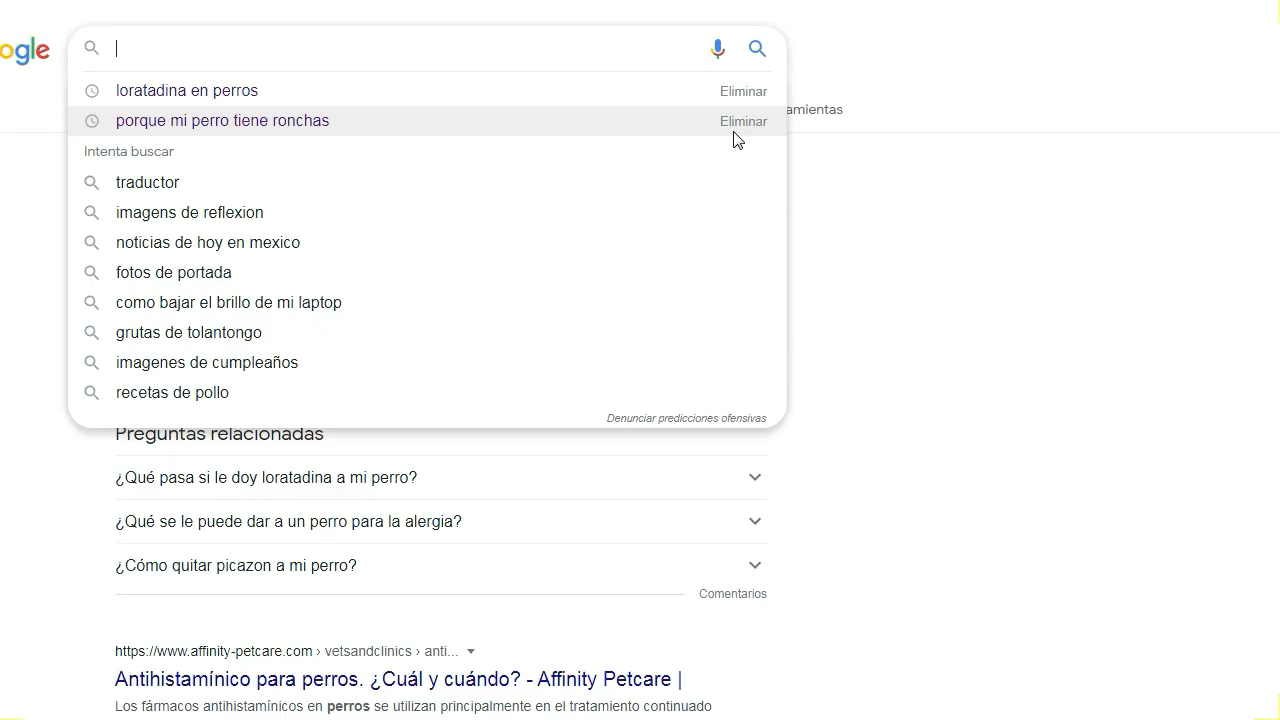 ogle
loratadina en perros Eliminar
porque mi perro tiene ronchas Eliminar
amientas
Intenta buscar
traductor
imagens de reflexion
noticias de hoy en mexico
fotos de portada
como bajar el brillo de mi laptop
grutas de tolantongo
imagenes de cumpleaños
recetas de pollo
Denunciar predicciones ofensivas
Preguntas relacionadas
¿Qué pasa si le doy loratadina a mi perro?
¿Qué se le puede dar a un perro para la alergia?
¿Cómo quitar picazon a mi perro?
Comentarios
https://www.affinity-petcare.com › vetsandclinics › anti...
Antihistamínico para perros. ¿Cuál y cuándo? - Affinity Petcare |
Los fármacos antihistamínicos en perros se utilizan principalmente en el tratamiento continuado